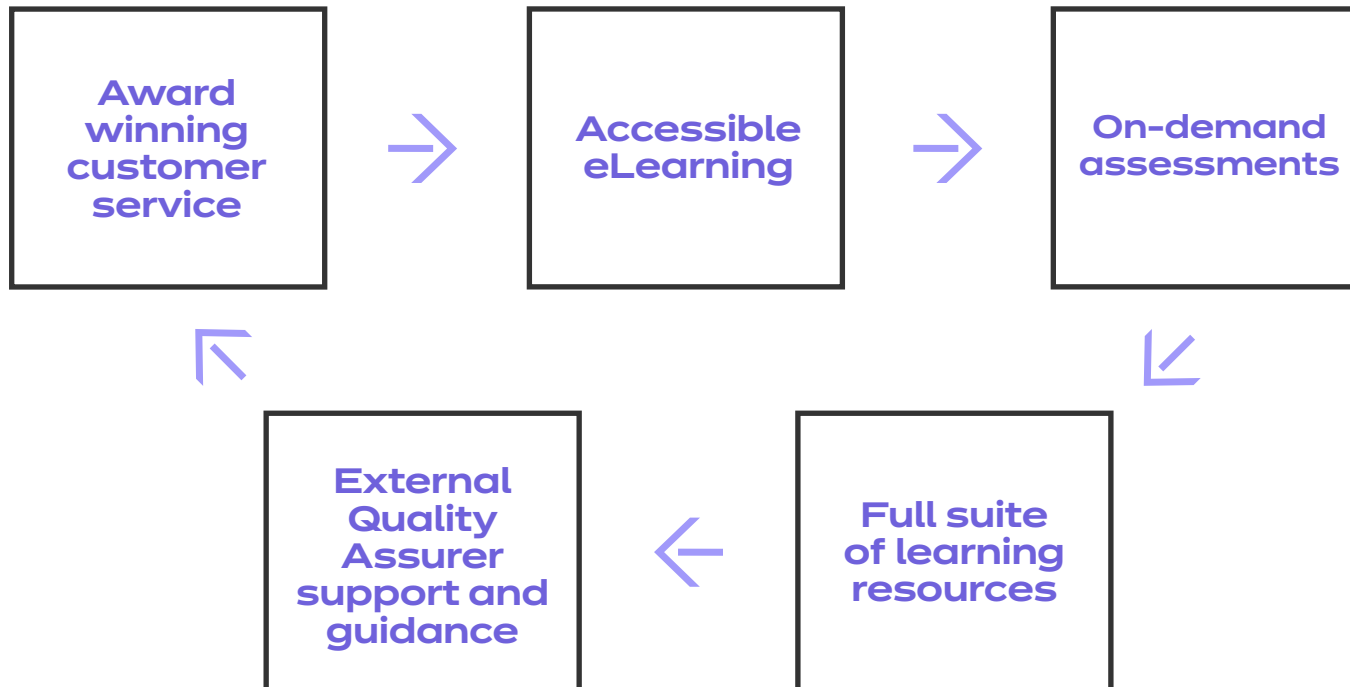 Award
winning
customer
service
Accessible
eLearning
On-demand
assessments
External
Quality
Assurer
support and
guidance
Full suite
of learning
resources